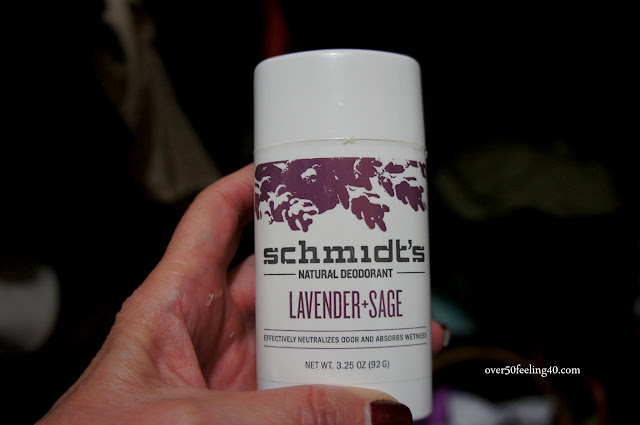 schmidt's
NATURAL DEODORANT
LAVENDER+SAGE
EFFECTIVELY NEUTRALIZES ODOR AND ABSORBS WETNESS
NET WT. 3.25 OZ (92 G)
over50feeling40.com